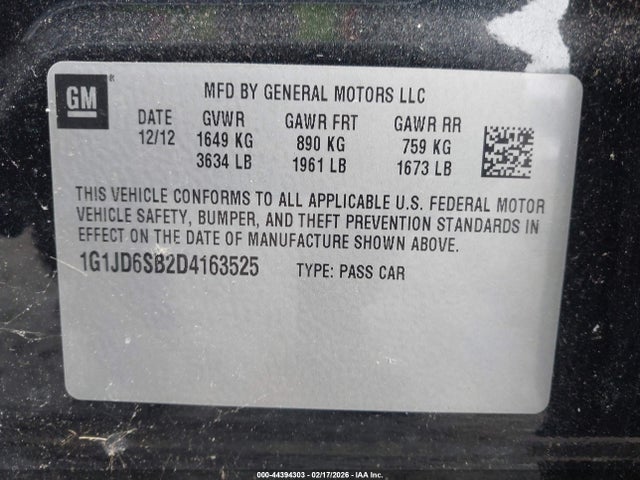 GM®
MFD BY GENERAL MOTORS LLC
DATE GVWR GAWR FRT GAWR RR
12/12 1649 KG 890 KG 759 KG
3634 LB 1961 LB 1673 LB
THIS VEHICLE CONFORMS TO ALL APPLICABLE U.S. FEDERAL MOTOR
VEHICLE SAFETY, BUMPER, AND THEFT PREVENTION STANDARDS IN
EFFECT ON THE DATE OF MANUFACTURE SHOWN ABOVE.
1G1JD6SB2D4163525 TYPE: PASS CAR
000-44394303 - 02/17/2026 - IAA Inc.